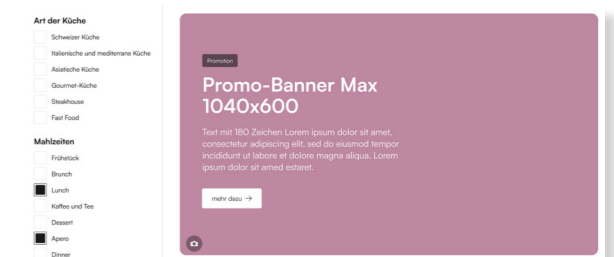 Art der Küche
Schweizer Küche
Italienische und mediterrane Küche
Asiatische Küche
Gourmet-Küche
Steakhouse
Fast Food
Mahlzeiten
Frühstück
Brunch
Lunch
Kaffee und Tee
Dessert
Apero
Dinner
Promotion
Promo-Banner Max
1040x600
Text mit 180 Zeichen Lorem ipsum dolor sit amet,
consectetur adipiscing elit, sed do eiusmod tempor
incididunt ut labore et dolore magna aliqua. Lorem
ipsum dolor sit amed estaret.
mehr dazu →